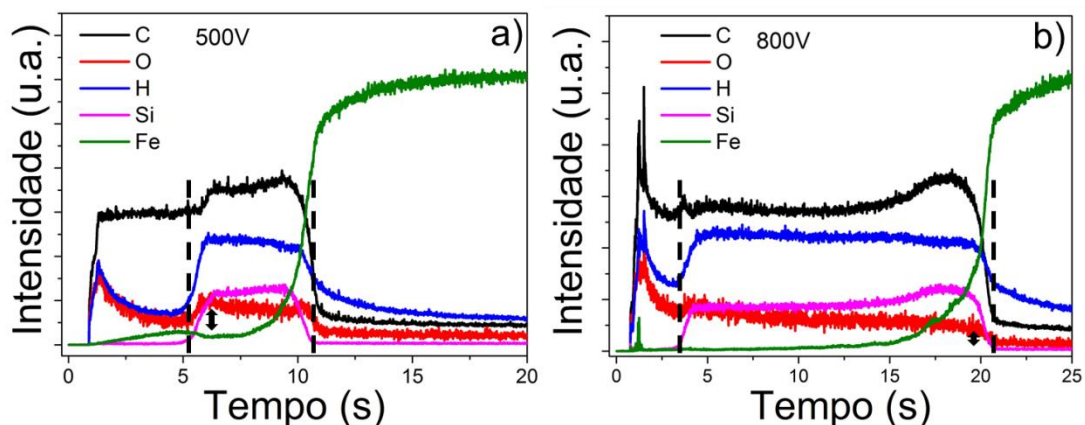 a)
500V
C
O
H
Si
Fe
Intensidade (u.a.)
0
5
10
15
20
Tempo (s)
b)
800V
C
O
H
Si
Fe
Intensidade (u.a.)
0
5
10
15
20
25
Tempo (s)